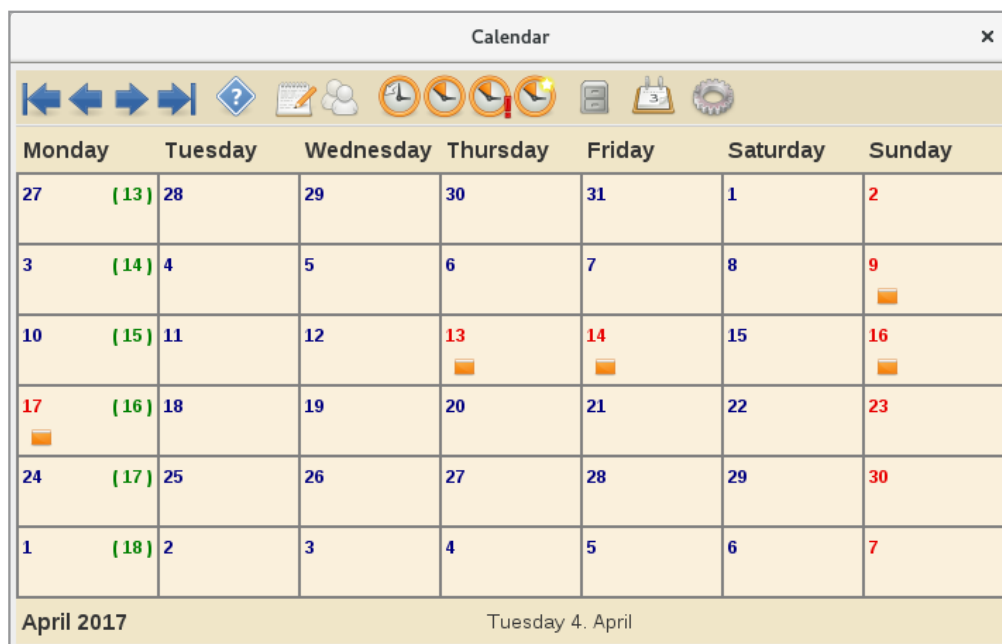 Calendar
3
Monday Tuesday Wednesday Thursday Friday Saturday Sunday
27 (13) 28 29 30 31 1 2
3 (14) 4 5 6 7 8 9
10 (15) 11 12 13 14 15 16
17 (16) 18 19 20 21 22 23
24 (17) 25 26 27 28 29 30
1 (18) 2 3 4 5 6 7
April 2017 Tuesday 4. April